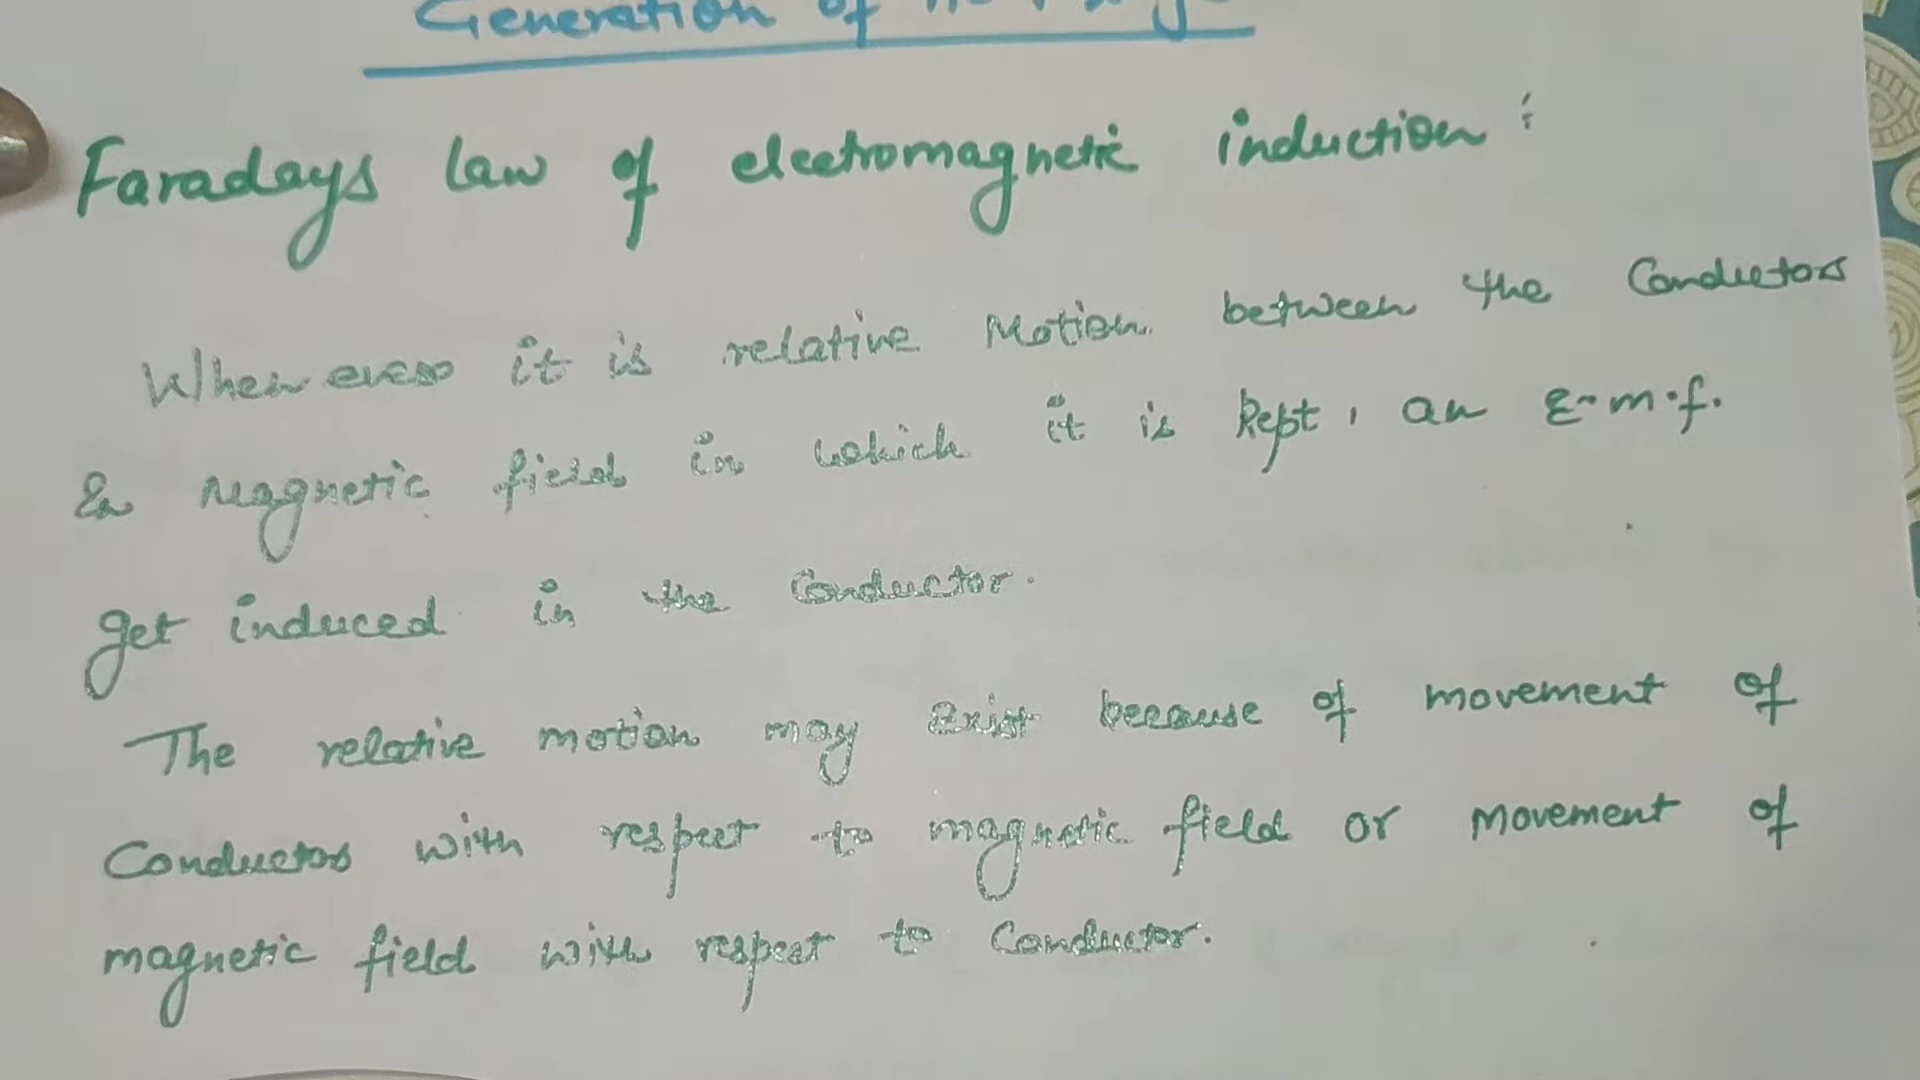 Generation of
Faradays law of electromagnetic induction :
Whenever it is relative Motion between the Conductors
& Magnetic field in which it is kept, an E.m.f.
get induced in the Conductor.
The relative motion may exist because of movement of
Conductors with respect to magnetic field or Movement of
magnetic field with respect to Conductor.